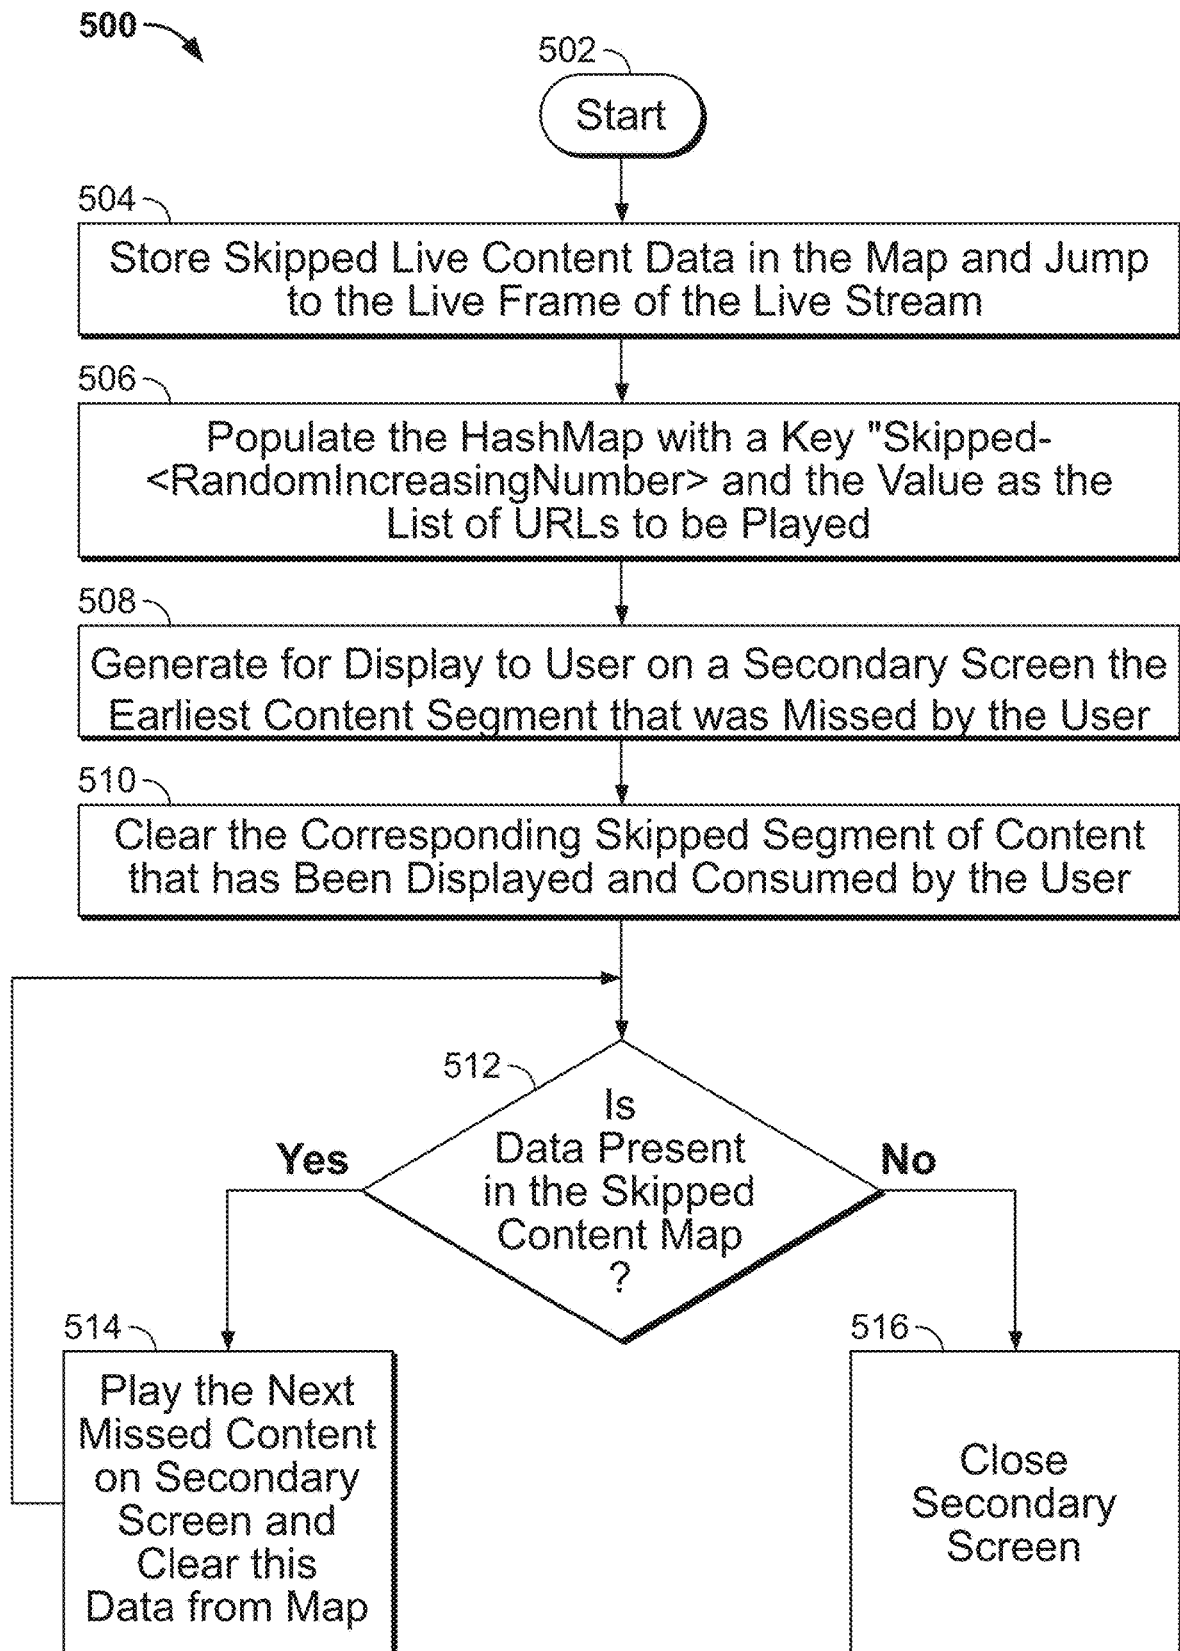 500
502
Start
504
Store Skipped Live Content Data in the Map and Jump
to the Live Frame of the Live Stream
506
Populate the HashMap with a Key "Skipped-
<RandomIncreasingNumber> and the Value as the
List of URLs to be Played
508
Generate for Display to User on a Secondary Screen the
Earliest Content Segment that was Missed by the User
510
Clear the Corresponding Skipped Segment of Content
that has Been Displayed and Consumed by the User
512
Is
Data Present
in the Skipped
Content Map
?
Yes
No
514
Play the Next
Missed Content
on Secondary
Screen and
Clear this
Data from Map
516
Close
Secondary
Screen